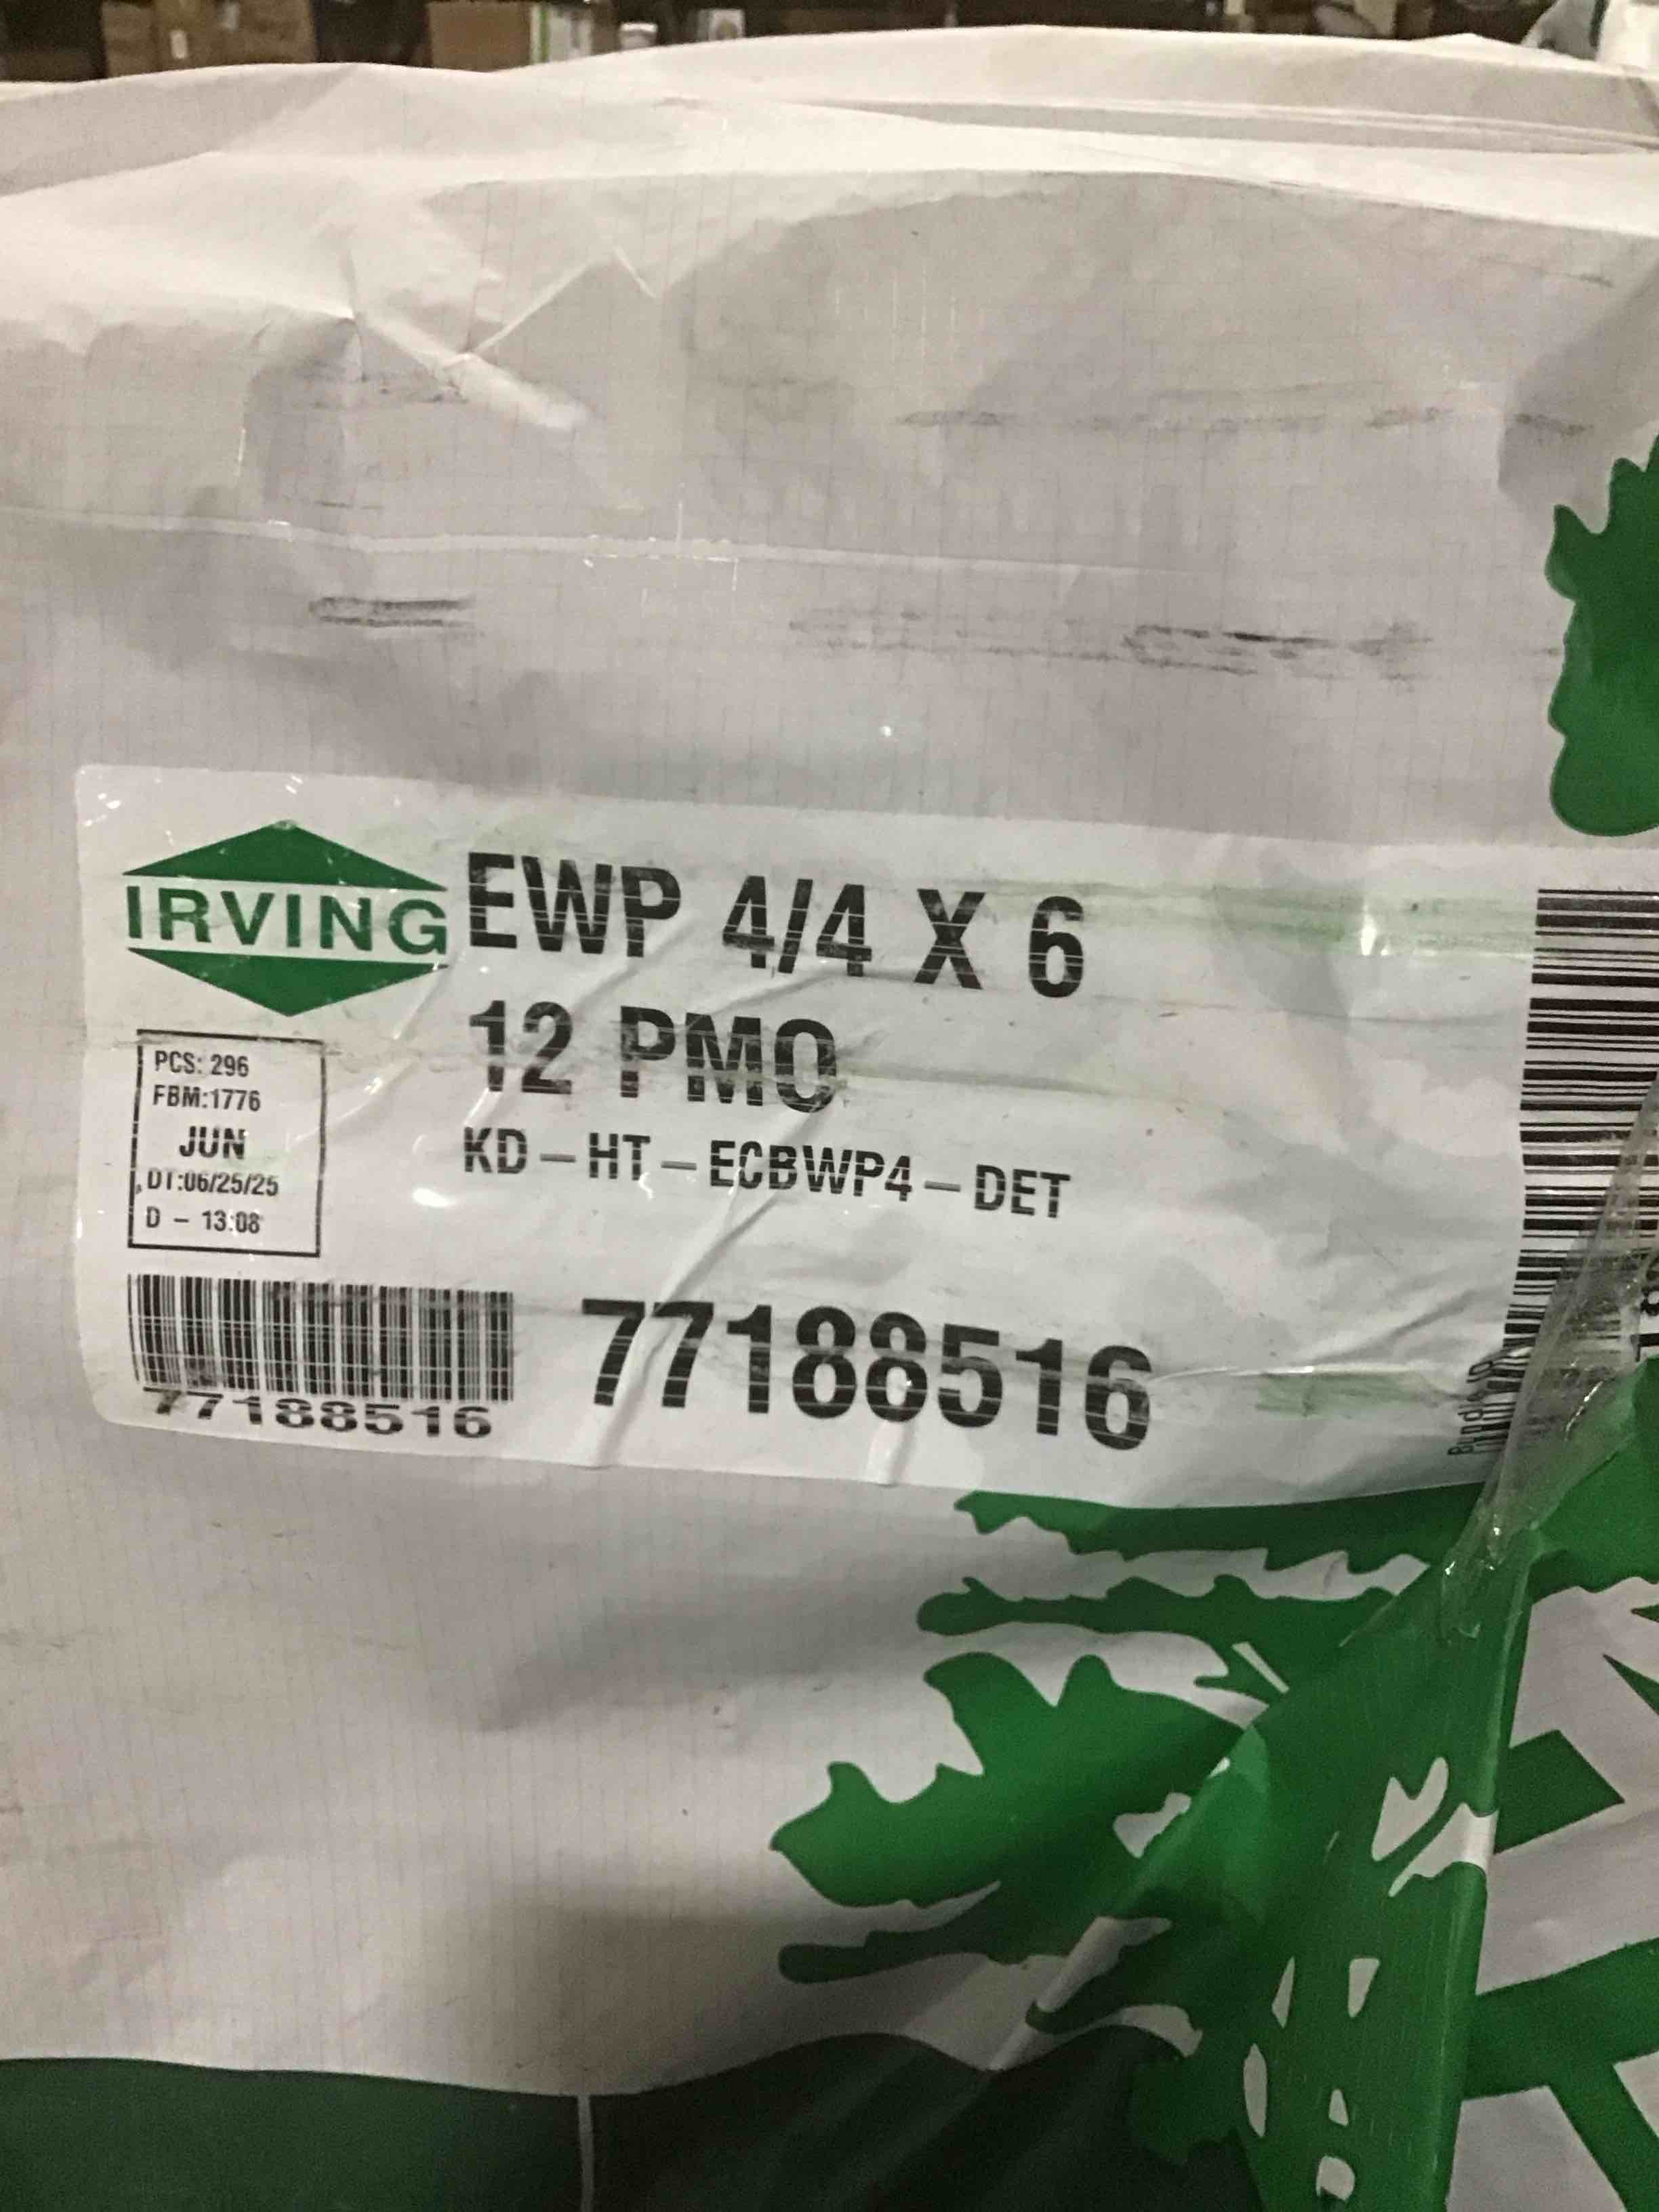 IRVING
EWP 4/4 X 6
12 PMO
KD – HT – ECBWP4 – DET
PCS: 296
FBM:1776
JUN
DT:06/25/25
D – 13:08
77188516
77188516